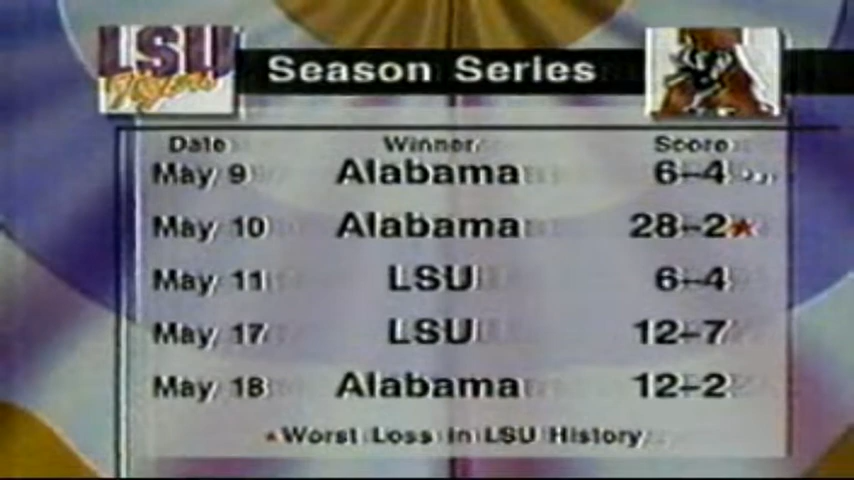 LSU
Tigers
Season Series
Date Winner Score
May 9 Alabama 6-4
May 10 Alabama 28-2★
May 11 LSU 6-4
May 17 LSU 12-7
May 18 Alabama 12-2
★Worst Loss in LSU History